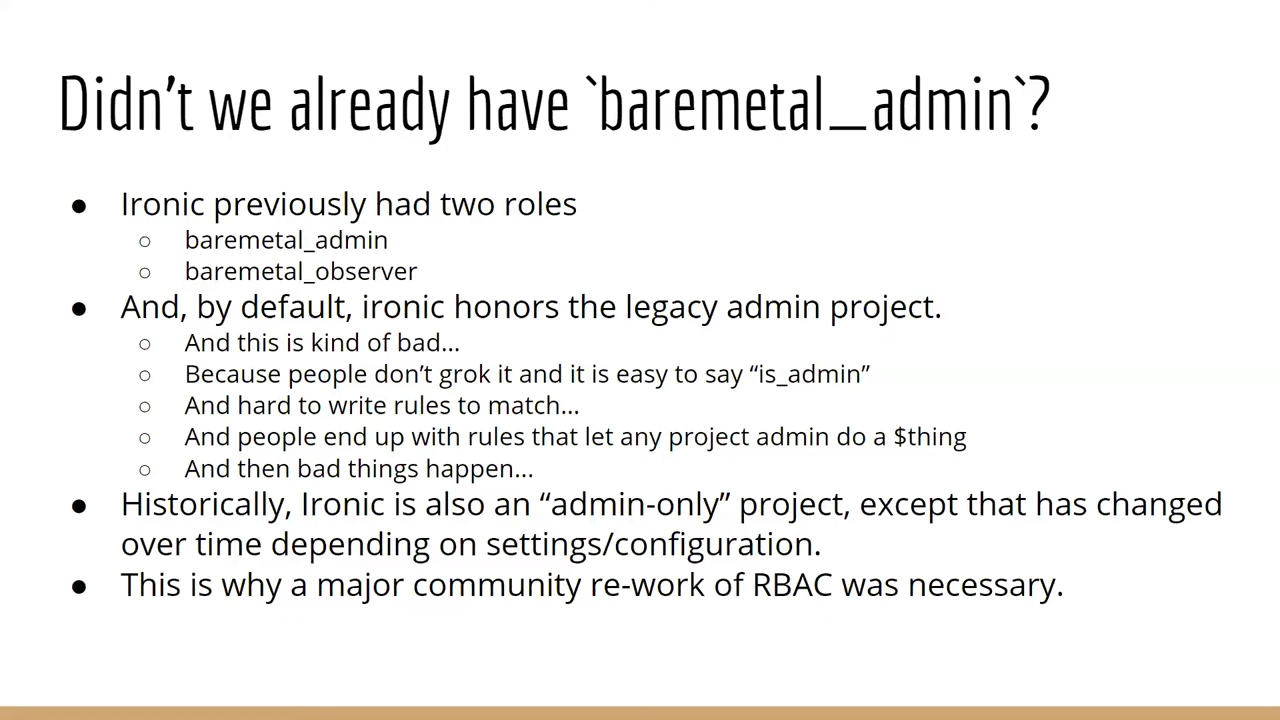 Didn't we already have `baremetal_admin`?
● Ironic previously had two roles
○ baremetal_admin
○ baremetal_observer
● And, by default, ironic honors the legacy admin project.
○ And this is kind of bad…
○ Because people don't grok it and it is easy to say “is_admin”
○ And hard to write rules to match…
○ And people end up with rules that let any project admin do a $thing
○ And then bad things happen…
● Historically, Ironic is also an “admin-only” project, except that has changed
over time depending on settings/configuration.
● This is why a major community re-work of RBAC was necessary.